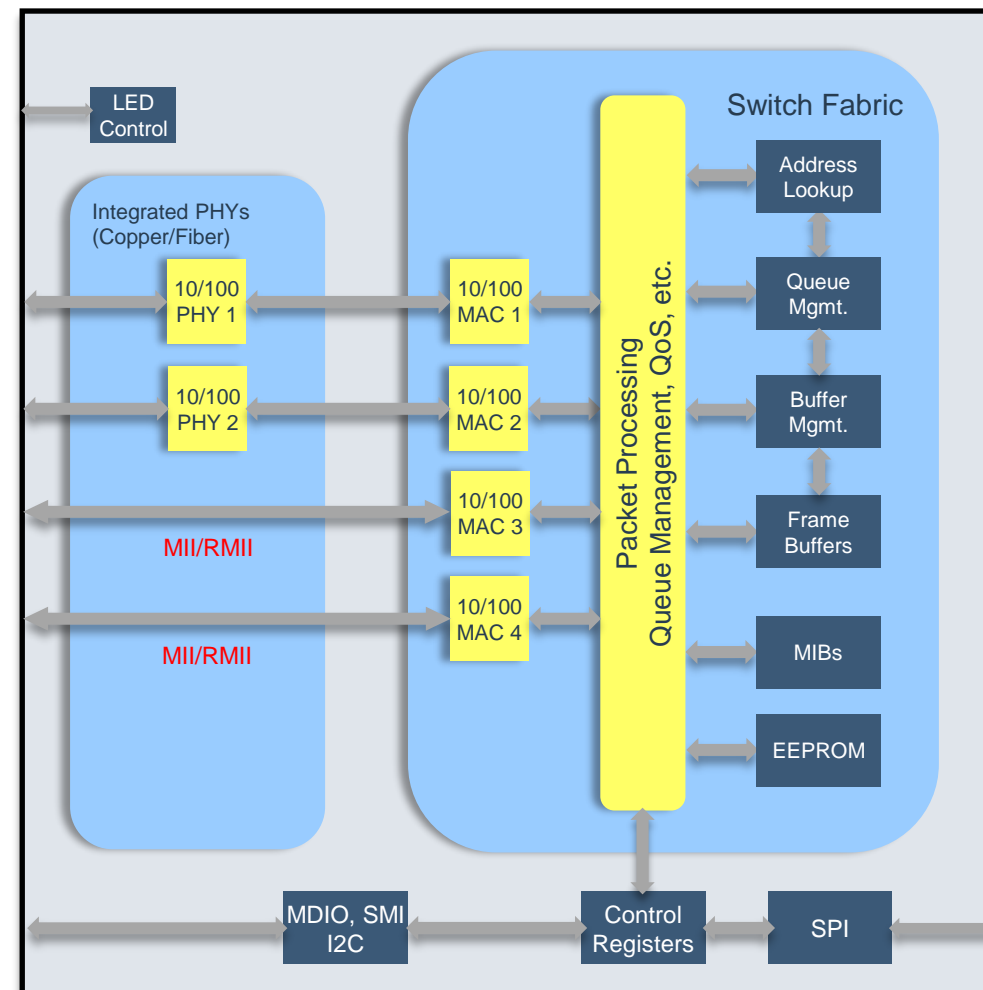 LED
Control
Switch Fabric
Integrated PHYs
(Copper/Fiber)
10/100
PHY 1
10/100
PHY 2
MII/RMII
MII/RMII
10/100
MAC 1
10/100
MAC 2
10/100
MAC 3
10/100
MAC 4
Packet Processing
Queue Management, QoS, etc.
Address
Lookup
Queue
Mgmt.
Buffer
Mgmt.
Frame
Buffers
MIBs
EEPROM
MDIO, SMI
I2C
Control
Registers
SPI